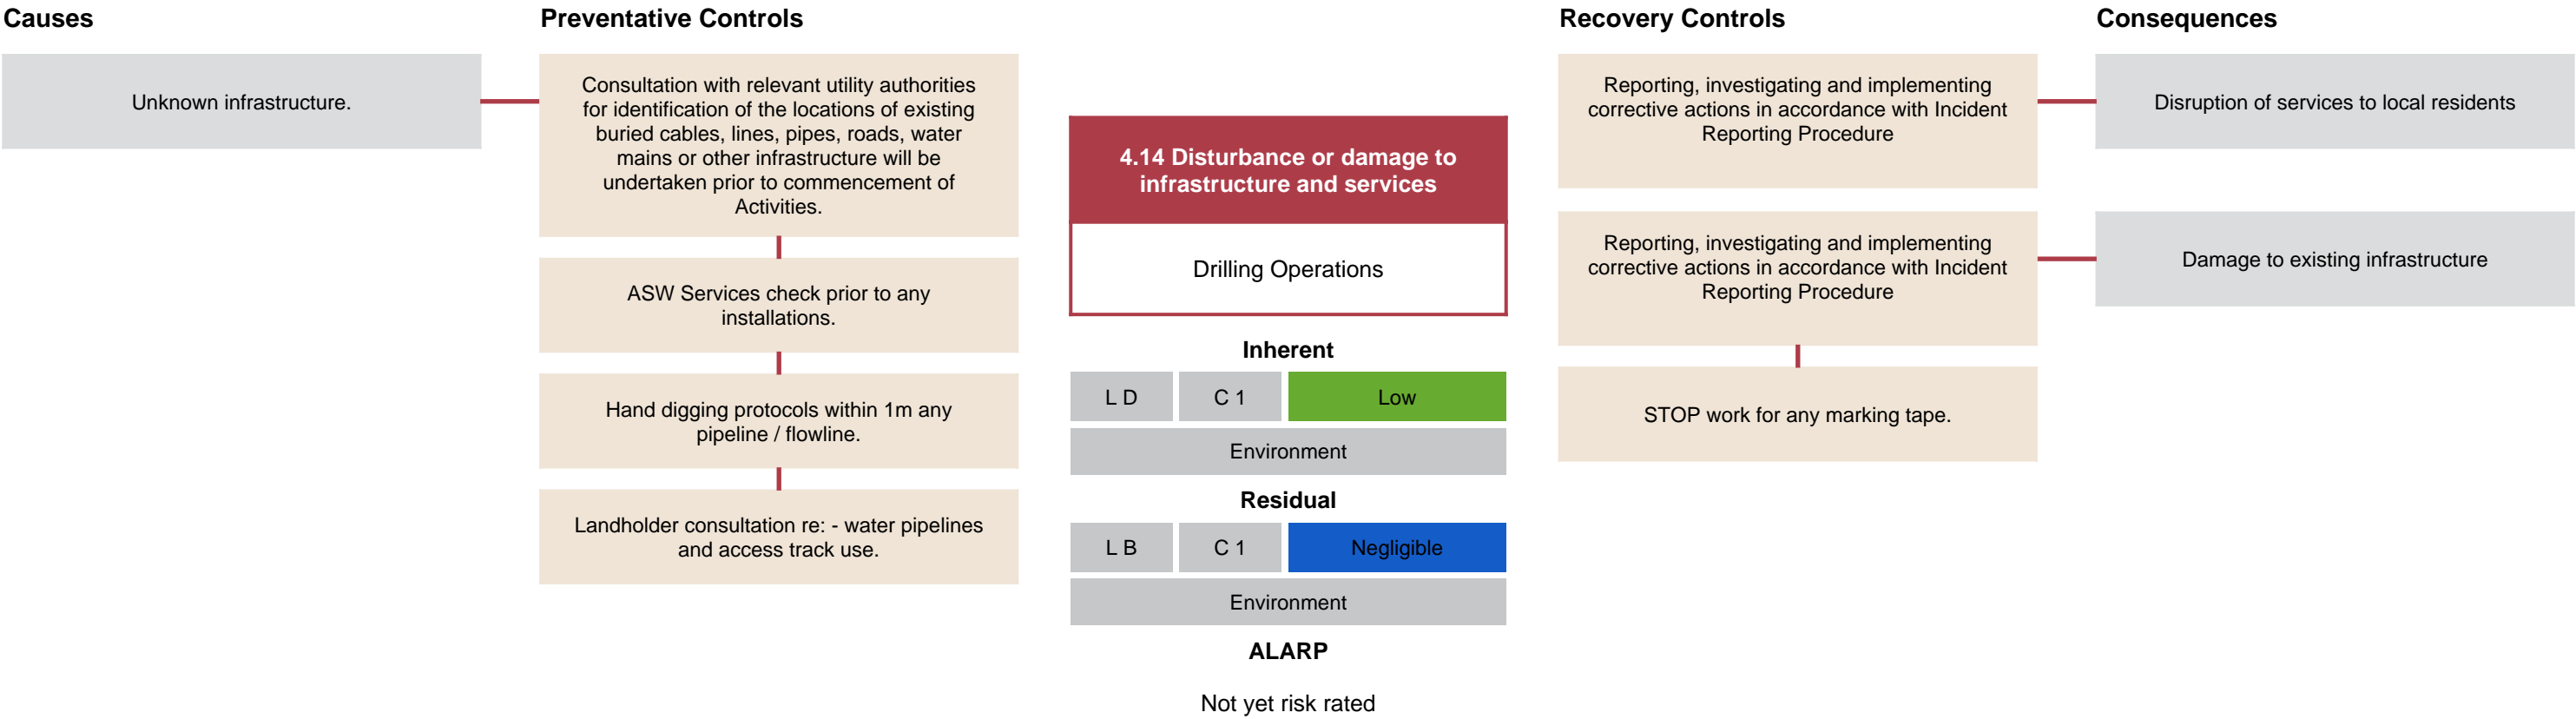 Causes
Preventative Controls
Recovery Controls
Consequences
Unknown infrastructure.
Consultation with relevant utility authorities
for identification of the locations of existing
buried cables, lines, pipes, roads, water
mains or other infrastructure will be
undertaken prior to commencement of
Activities.
ASW Services check prior to any
installations.
Hand digging protocols within 1m any
pipeline / flowline.
Landholder consultation re: - water pipelines
and access track use.
4.14 Disturbance or damage to
infrastructure and services
Drilling Operations
Inherent
L D
C 1
Low
Environment
Residual
L B
C 1
Negligible
Environment
ALARP
Not yet risk rated
Reporting, investigating and implementing
corrective actions in accordance with Incident
Reporting Procedure
Disruption of services to local residents
Reporting, investigating and implementing
corrective actions in accordance with Incident
Reporting Procedure
Damage to existing infrastructure
STOP work for any marking tape.